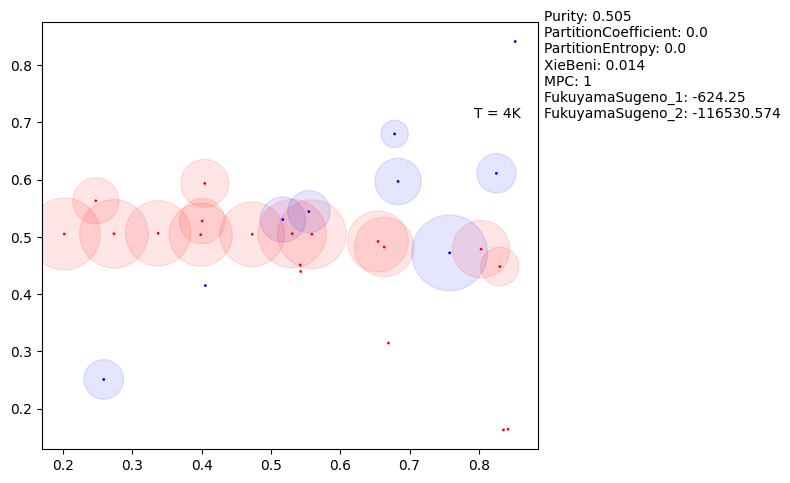 Purity: 0.505
PartitionCoefficient: 0.0
PartitionEntropy: 0.0
XieBeni: 0.014
MPC: 1
FukuyamaSugeno_1: -624.25
FukuyamaSugeno_2: -116530.574
T = 4K
0.8
0.7
0.6
0.5
0.4
0.3
0.2
0.2 0.3 0.4 0.5 0.6 0.7 0.8